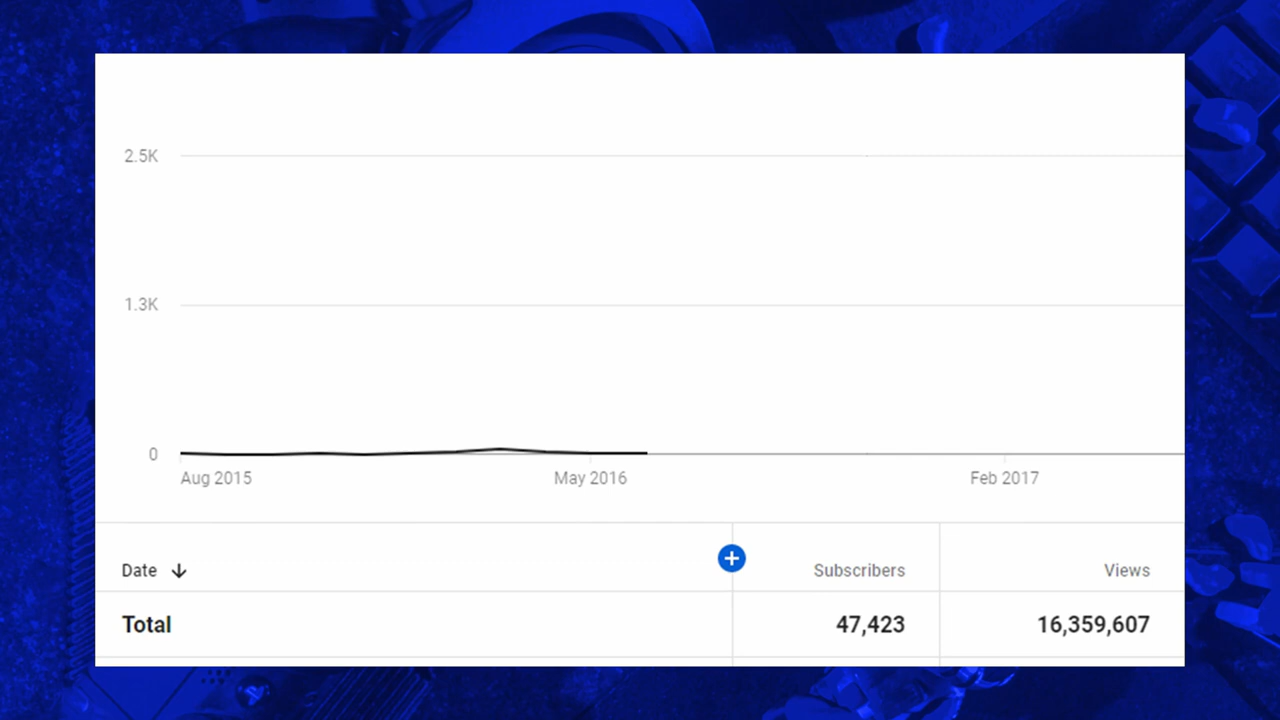 2.5K
1.3K
0
Aug 2015 May 2016 Feb 2017
Date Subscribers Views
Total 47,423 16,359,607